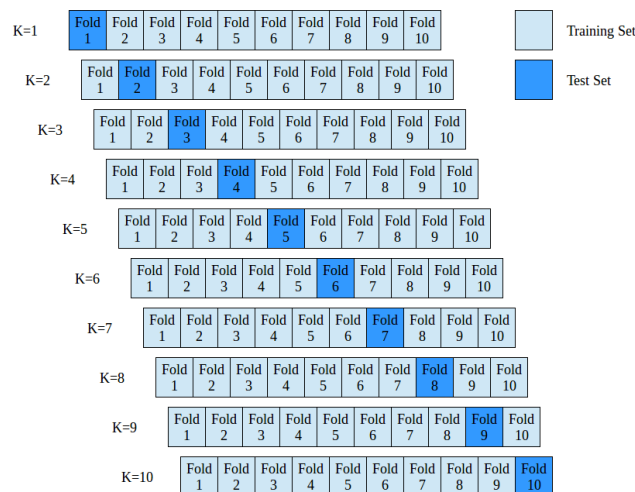 K=1 Fold Fold Fold Fold Fold Fold Fold Fold Fold Fold Training Set
1 2 3 4 5 6 7 8 9 10
K=2 Fold Fold Fold Fold Fold Fold Fold Fold Fold Fold Test Set
1 2 3 4 5 6 7 8 9 10
K=3 Fold Fold Fold Fold Fold Fold Fold Fold Fold Fold
1 2 3 4 5 6 7 8 9 10
K=4 Fold Fold Fold Fold Fold Fold Fold Fold Fold Fold
1 2 3 4 5 6 7 8 9 10
K=5 Fold Fold Fold Fold Fold Fold Fold Fold Fold Fold
1 2 3 4 5 6 7 8 9 10
K=6 Fold Fold Fold Fold Fold Fold Fold Fold Fold Fold
1 2 3 4 5 6 7 8 9 10
K=7 Fold Fold Fold Fold Fold Fold Fold Fold Fold Fold
1 2 3 4 5 6 7 8 9 10
K=8 Fold Fold Fold Fold Fold Fold Fold Fold Fold Fold
1 2 3 4 5 6 7 8 9 10
K=9 Fold Fold Fold Fold Fold Fold Fold Fold Fold Fold
1 2 3 4 5 6 7 8 9 10
K=10 Fold Fold Fold Fold Fold Fold Fold Fold Fold Fold
1 2 3 4 5 6 7 8 9 10